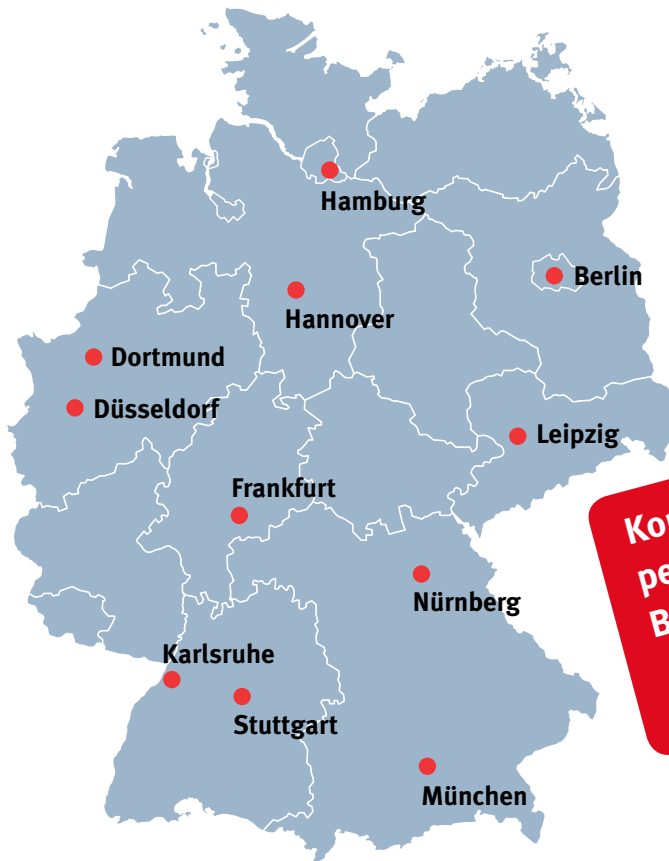 Hamburg
Berlin
Hannover
Dortmund
Düsseldorf
Leipzig
Frankfurt
Nürnberg
Karlsruhe
Stuttgart
München